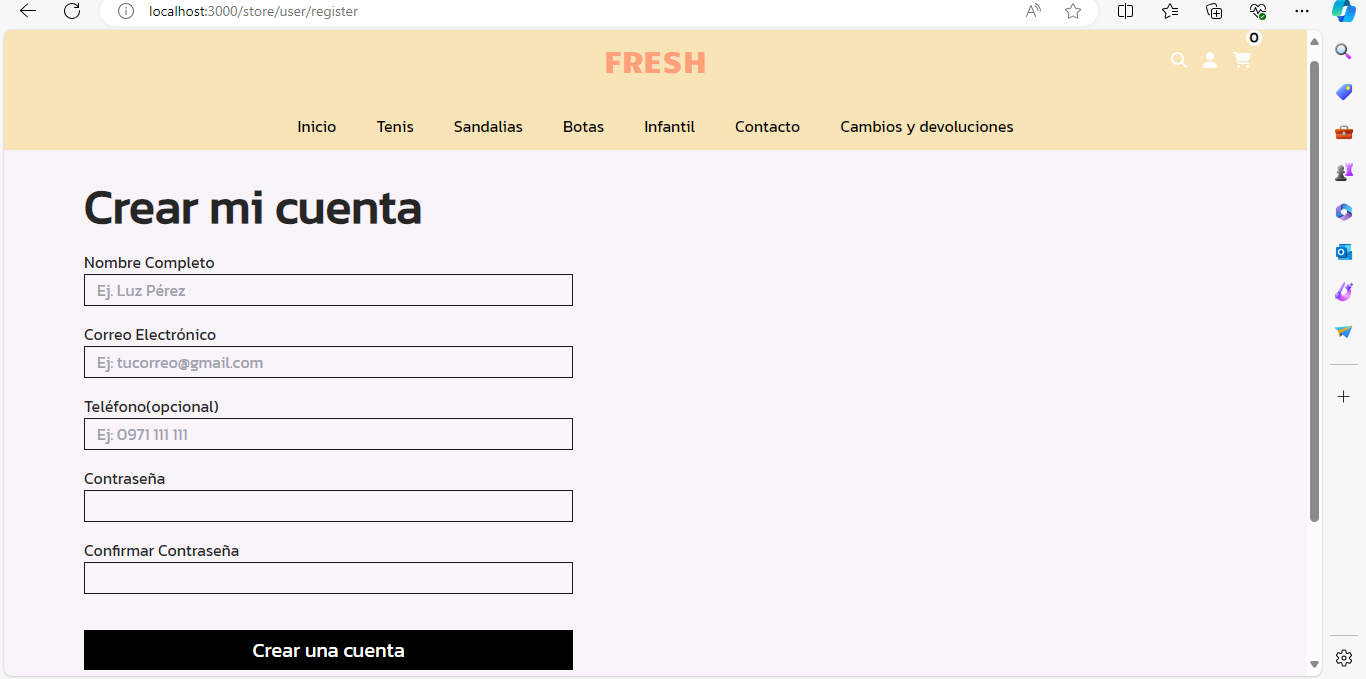 localhost:3000/store/user/register
0
FRESH
Inicio Tenis Sandalias Botas Infantil Contacto Cambios y devoluciones
Crear mi cuenta
Nombre Completo
Ej. Luz Pérez
Correo Electrónico
Ej: tucorreo@gmail.com
Teléfono(opcional)
Ej: 0971 111 111
Contraseña
Confirmar Contraseña
Crear una cuenta